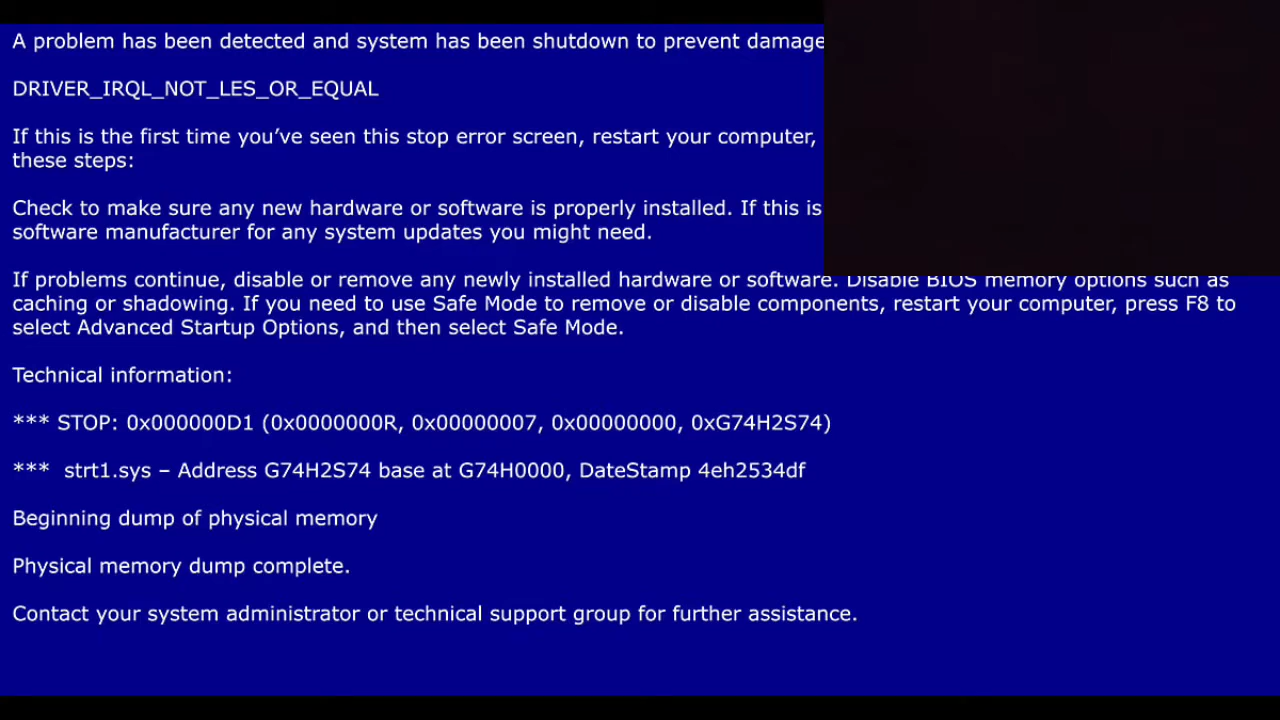 A problem has been detected and system has been shutdown to prevent damage
DRIVER_IRQL_NOT_LES_OR_EQUAL
If this is the first time you’ve seen this stop error screen, restart your computer,
these steps:
Check to make sure any new hardware or software is properly installed. If this is
software manufacturer for any system updates you might need.
If problems continue, disable or remove any newly installed hardware or software. Disable BIOS memory options such as
caching or shadowing. If you need to use Safe Mode to remove or disable components, restart your computer, press F8 to
select Advanced Startup Options, and then select Safe Mode.
Technical information:
*** STOP: 0x000000D1 (0x0000000R, 0x00000007, 0x00000000, 0xG74H2S74)
*** strt1.sys – Address G74H2S74 base at G74H0000, DateStamp 4eh2534df
Beginning dump of physical memory
Physical memory dump complete.
Contact your system administrator or technical support group for further assistance.